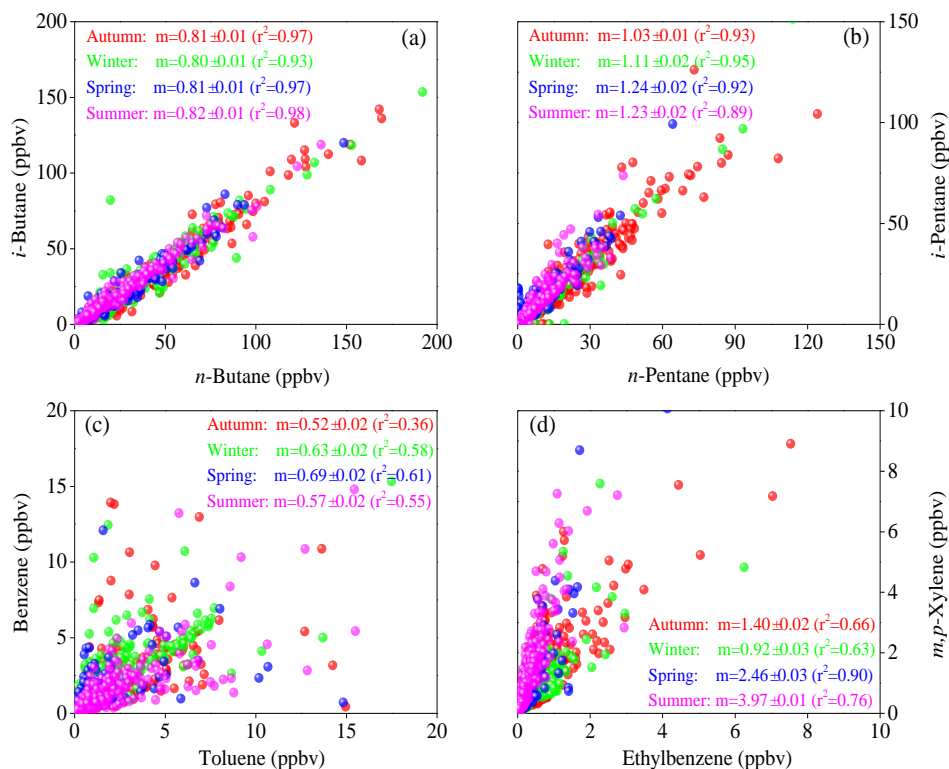 (a)
Autumn: m=0.81±0.01 (r²=0.97)
Winter: m=0.80±0.01 (r²=0.93)
Spring: m=0.81±0.01 (r²=0.97)
Summer: m=0.82±0.01 (r²=0.98)
200
150
100
50
0
i-Butane (ppbv)
0 50 100 150 200
n-Butane (ppbv)
(b)
Autumn: m=1.03±0.01 (r²=0.93)
Winter: m=1.11±0.02 (r²=0.95)
Spring: m=1.24±0.02 (r²=0.92)
Summer: m=1.23±0.02 (r²=0.89)
150
100
50
0
i-Pentane (ppbv)
0 30 60 90 120 150
n-Pentane (ppbv)
(c)
Autumn: m=0.52±0.02 (r²=0.36)
Winter: m=0.63±0.02 (r²=0.58)
Spring: m=0.69±0.02 (r²=0.61)
Summer: m=0.57±0.02 (r²=0.55)
20
15
10
5
0
Benzene (ppbv)
0 5 10 15 20
Toluene (ppbv)
(d)
Autumn: m=1.40±0.02 (r²=0.66)
Winter: m=0.92±0.03 (r²=0.63)
Spring: m=2.46±0.03 (r²=0.90)
Summer: m=3.97±0.01 (r²=0.76)
10
8
6
4
2
0
m,p-Xylene (ppbv)
0 2 4 6 8 10
Ethylbenzene (ppbv)